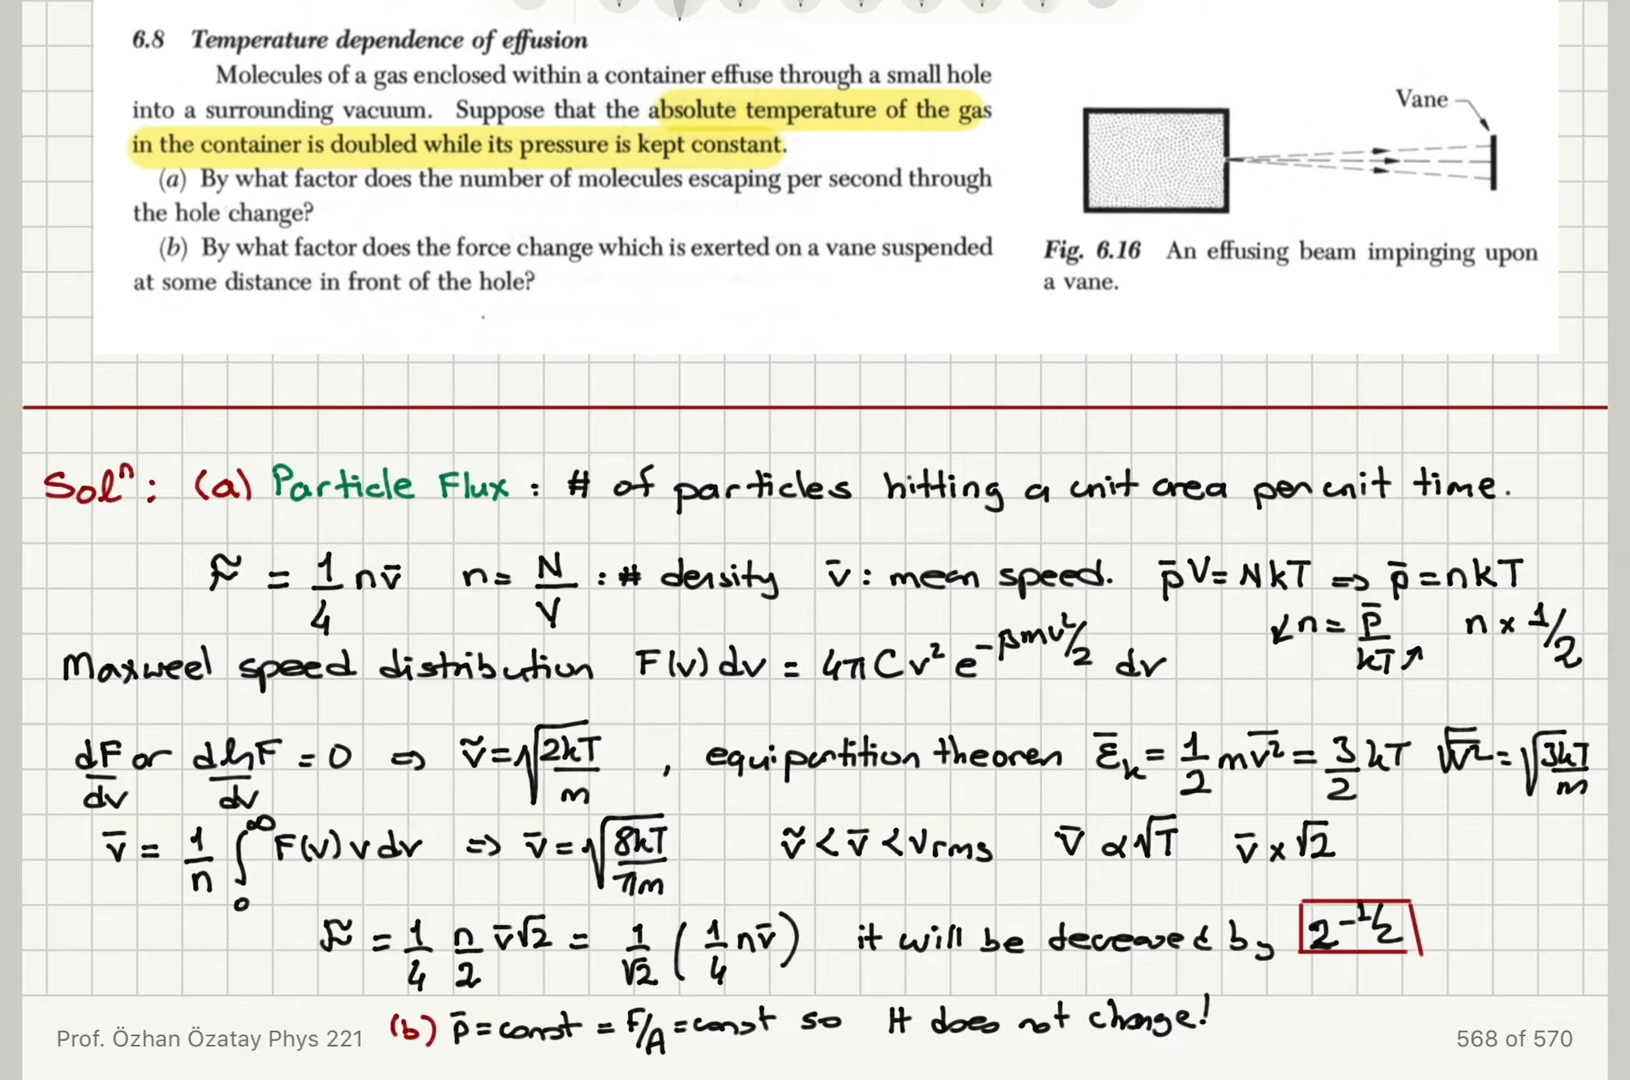 6.8 Temperature dependence of effusion
Molecules of a gas enclosed within a container effuse through a small hole
into a surrounding vacuum. Suppose that the absolute temperature of the gas
in the container is doubled while its pressure is kept constant.
(a) By what factor does the number of molecules escaping per second through
the hole change?
(b) By what factor does the force change which is exerted on a vane suspended
at some distance in front of the hole?
Vane
Fig. 6.16 An effusing beam impinging upon
a vane.
Solⁿ: (a) Particle Flux : # of particles hitting a unit area per unit time.
ℱ̃ = 1/4 n v̄ n = N/V : # density v̄ : mean speed. p̄V = NkT ⇒ p̄ = nkT
↙n = p̄/kT↗ n x 1/2
Maxweel speed distribution F(v) dv = 4π C v² e^(-βmv²/2) dv
dF/dv or dlnF/dv = 0 ⇒ ṽ = √(2kT/m) , equipartition theorem ε̄ₖ = 1/2 m v̄² = 3/2 kT √v̄² = √(3kT/m)
v̄ = 1/n ∫₀^∞ F(v) v dv ⇒ v̄ = √(8kT/πm) ṽ < v̄ < vrms v̄ ∝ √T v̄ x √2
ℱ̃ = 1/4 n/2 v̄√2 = 1/√2 (1/4 n v̄) it will be decreased by 2^(-1/2)
(b) p̄ = const = F/A = const so it does not change!
Prof. Özhan Özatay Phys 221
568 of 570